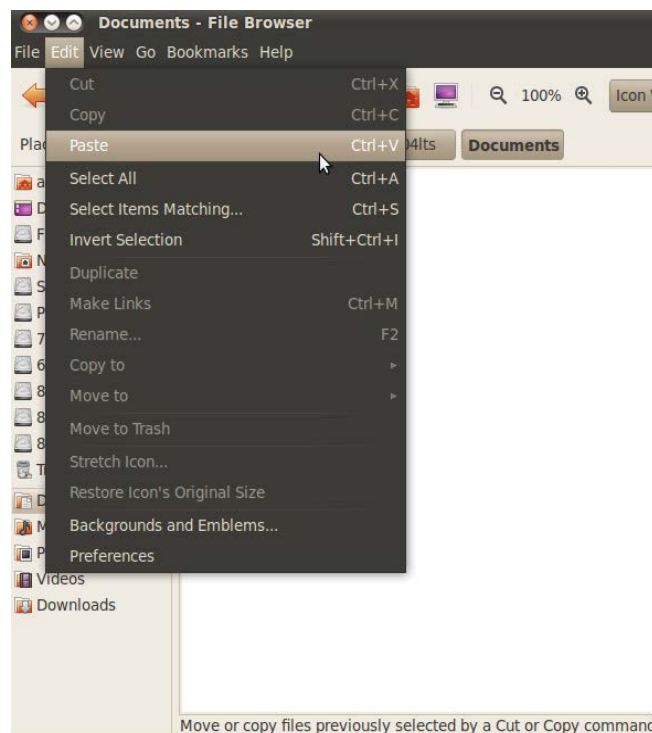 Documents - File Browser
File Edit View Go Bookmarks Help
Cut Ctrl+X
100% Icon
Copy Ctrl+C
Paste Ctrl+V
Documents
Select All Ctrl+A
Select Items Matching... Ctrl+S
Invert Selection Shift+Ctrl+I
Duplicate
Make Links Ctrl+M
Rename... F2
Copy to
Move to
Move to Trash
Stretch Icon...
Restore Icon's Original Size
Backgrounds and Emblems...
Preferences
Videos
Downloads
Move or copy files previously selected by a Cut or Copy command